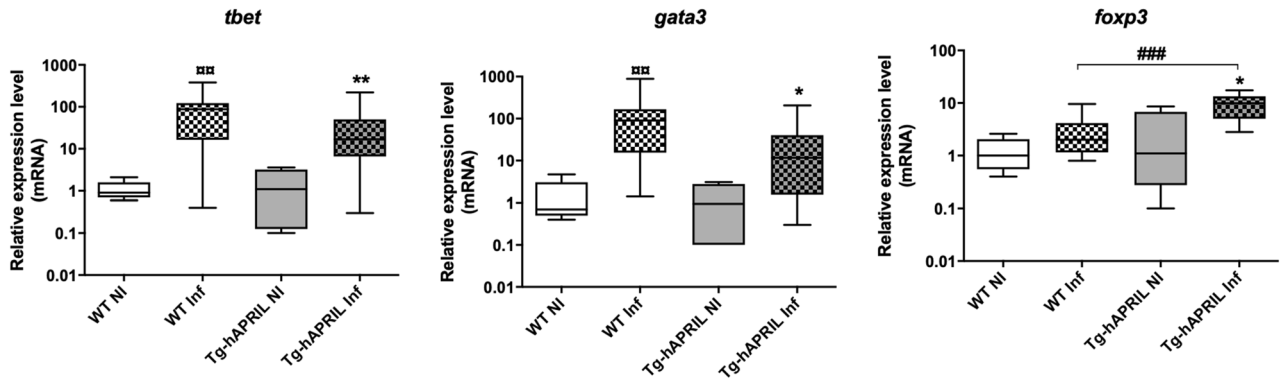 tbet
gata3
foxp3
Relative expression level
(mRNA)
1000
100
10
1
0.1
0.01
¤¤
**
WT NI
WT Inf
Tg-hAPRIL NI
Tg-hAPRIL Inf
Relative expression level
(mRNA)
1000
100
10
1
0.1
0.01
¤¤
*
WT NI
WT Inf
Tg-hAPRIL NI
Tg-hAPRIL Inf
Relative expression level
(mRNA)
100
10
1
0.1
0.01
###
*
WT NI
WT Inf
Tg-hAPRIL NI
Tg-hAPRIL Inf